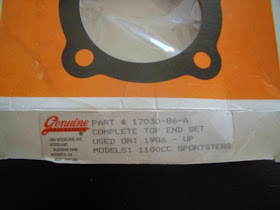 Genuine
PART # 17030-86-A
COMPLETE TOP END SET
USED ON: 1986 - UP
MODELS: 1100CC SPORTSTERS